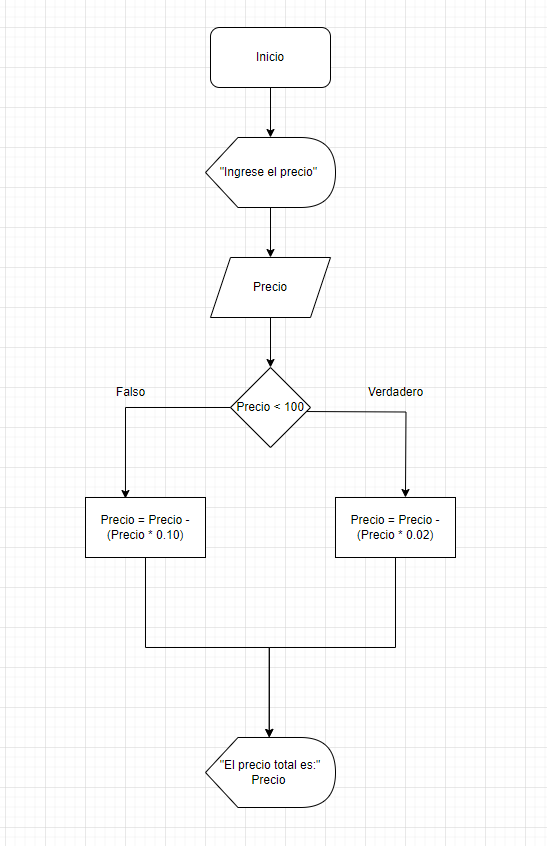 Inicio
"Ingrese el precio"
Precio
Falso
Verdadero
Precio < 100
Precio = Precio -
(Precio * 0.10)
Precio = Precio -
(Precio * 0.02)
"El precio total es:"
Precio